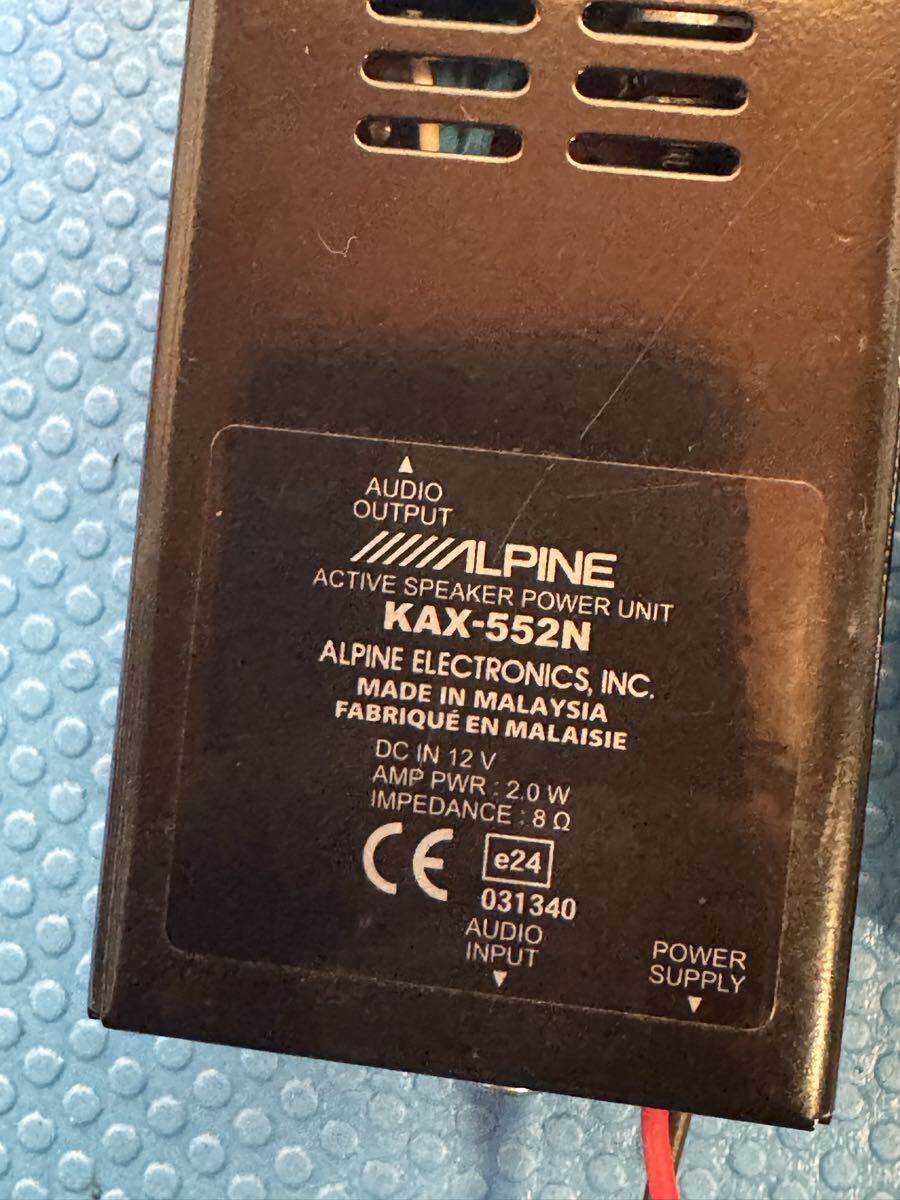 AUDIO
OUTPUT
ALPINE
ACTIVE SPEAKER POWER UNIT
KAX-552N
ALPINE ELECTRONICS, INC.
MADE IN MALAYSIA
FABRIQUÉ EN MALAISIE
DC IN 12 V
AMP PWR : 2.0 W
IMPEDANCE : 8 Ω
CE
e24
031340
AUDIO
INPUT
POWER
SUPPLY